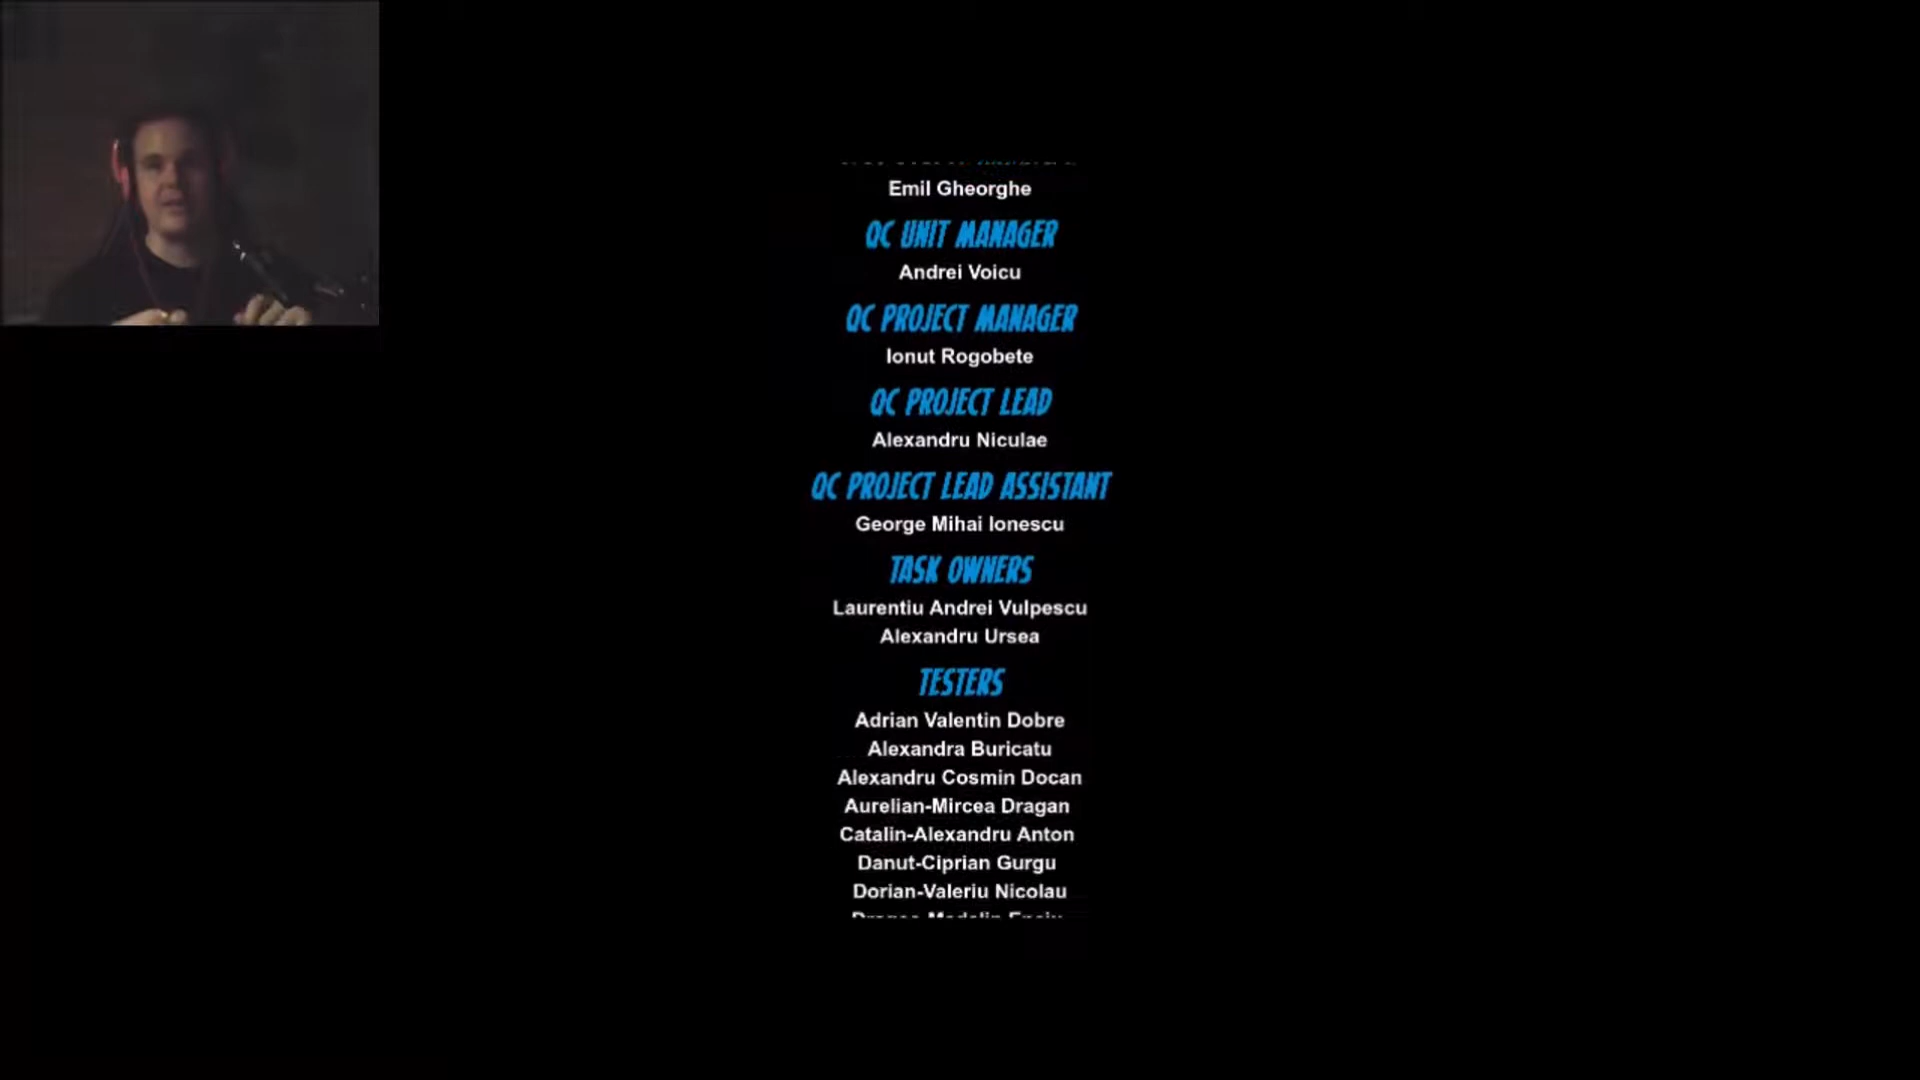 Emil Gheorghe
QC UNIT MANAGER
Andrei Voicu
QC PROJECT MANAGER
Ionut Rogobete
QC PROJECT LEAD
Alexandru Niculae
QC PROJECT LEAD ASSISTANT
George Mihai Ionescu
TASK OWNERS
Laurentiu Andrei Vulpescu
Alexandru Ursea
TESTERS
Adrian Valentin Dobre
Alexandra Buricatu
Alexandru Cosmin Docan
Aurelian-Mircea Dragan
Catalin-Alexandru Anton
Danut-Ciprian Gurgu
Dorian-Valeriu Nicolau